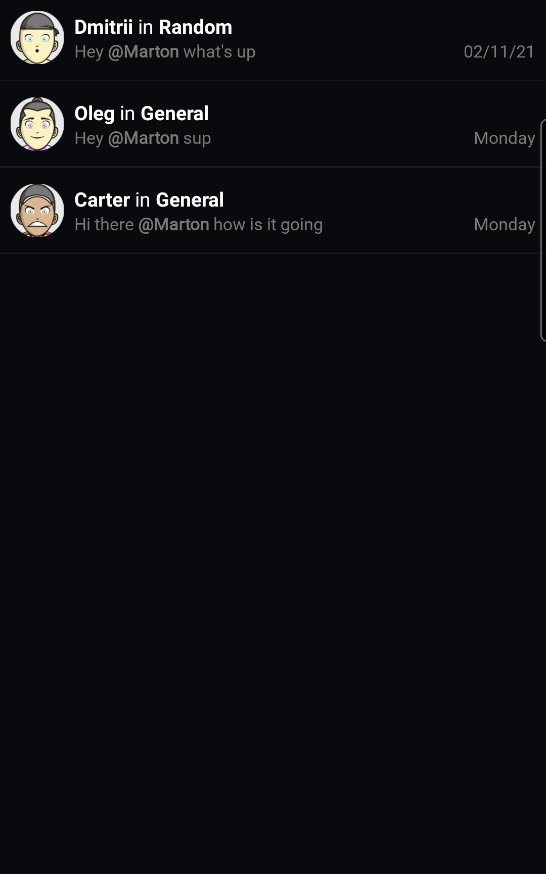 Dmitrii in Random
Hey @Marton what's up 02/11/21
Oleg in General
Hey @Marton sup Monday
Carter in General
Hi there @Marton how is it going Monday